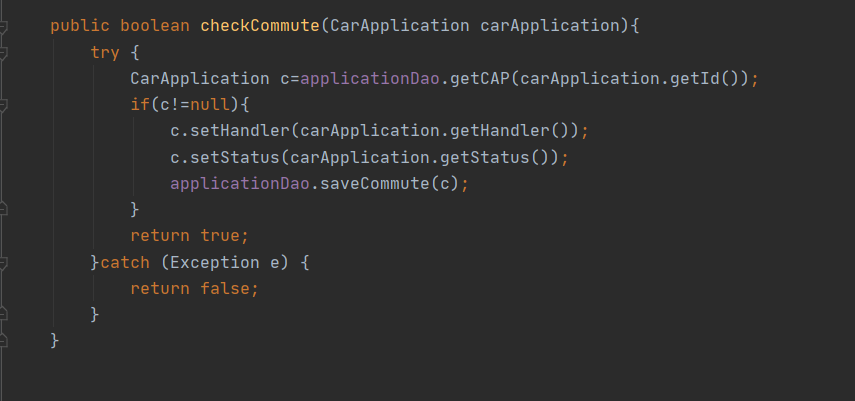 public boolean checkCommute(CarApplication carApplication){
    try {
        CarApplication c=applicationDao.getCAP(carApplication.getId());
        if(c!=null){
            c.setHandler(carApplication.getHandler());
            c.setStatus(carApplication.getStatus());
            applicationDao.saveCommute(c);
        }
        return true;
    }catch (Exception e) {
        return false;
    }
}